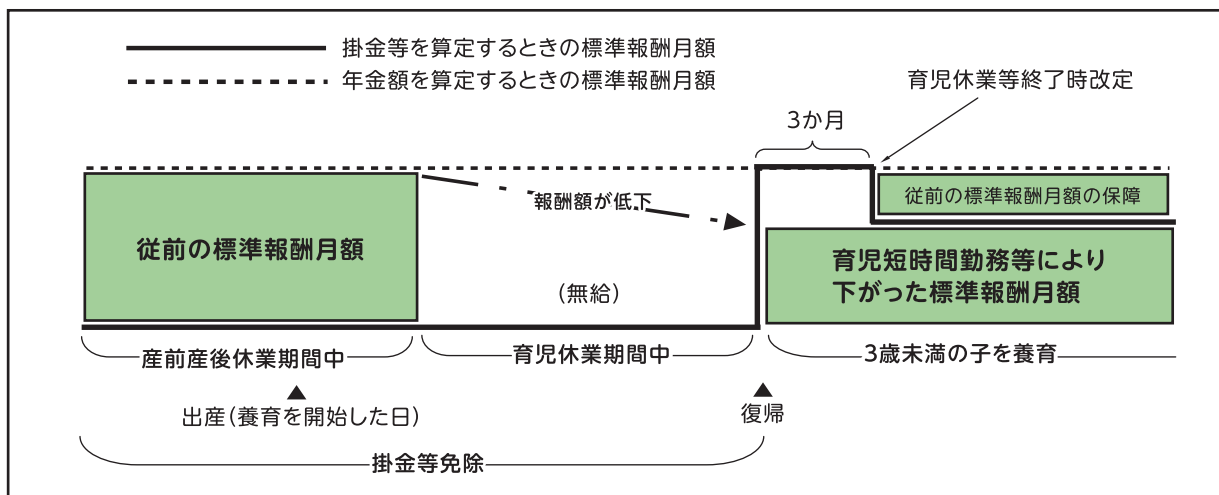 掛金等を算定するときの標準報酬月額
年金額を算定するときの標準報酬月額
育児休業等終了時改定
3か月
報酬額が低下
従前の標準報酬月額の保障
従前の標準報酬月額
育児短時間勤務等により
下がった標準報酬月額
(無給)
産前産後休業期間中
育児休業期間中
3歳未満の子を養育
出産(養育を開始した日)
復帰
掛金等免除